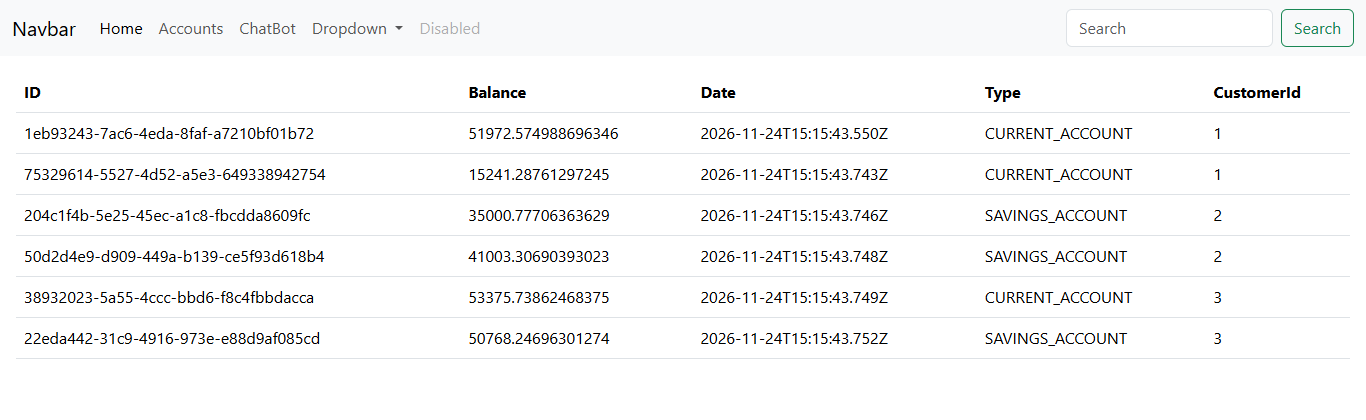 Navbar Home Accounts ChatBot Dropdown Disabled Search Search
ID Balance Date Type CustomerId
1eb93243-7ac6-4eda-8faf-a7210bf01b72 51972.574988696346 2026-11-24T15:15:43.550Z CURRENT_ACCOUNT 1
75329614-5527-4d52-a5e3-649338942754 15241.28761297245 2026-11-24T15:15:43.743Z CURRENT_ACCOUNT 1
204c1f4b-5e25-45ec-a1c8-fbcdda8609fc 35000.77706363629 2026-11-24T15:15:43.746Z SAVINGS_ACCOUNT 2
50d2d4e9-d909-449a-b139-ce5f93d618b4 41003.30690393023 2026-11-24T15:15:43.748Z SAVINGS_ACCOUNT 2
38932023-5a55-4ccc-bbd6-f8c4fbbdacca 53375.73862468375 2026-11-24T15:15:43.749Z CURRENT_ACCOUNT 3
22eda442-31c9-4916-973e-e88d9af085cd 50768.24696301274 2026-11-24T15:15:43.752Z SAVINGS_ACCOUNT 3